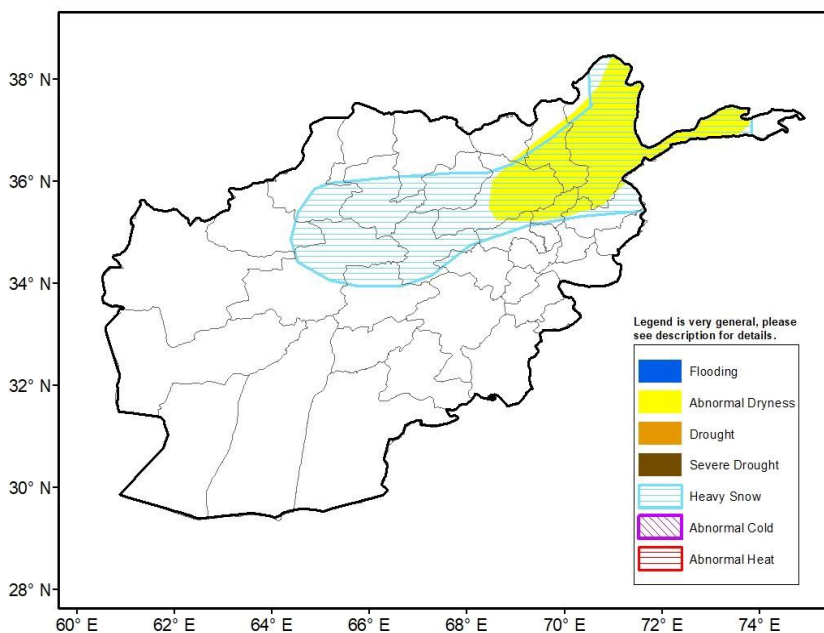 38° N
36° N
34° N
32° N
30° N
28° N
60° E
62° E
64° E
66° E
68° E
70° E
72° E
74° E
Legend is very general, please
see description for details.
Flooding
Abnormal Dryness
Drought
Severe Drought
Heavy Snow
Abnormal Cold
Abnormal Heat